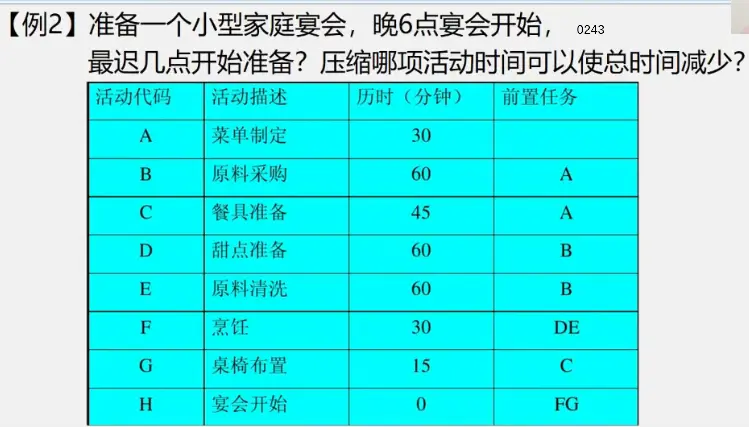 【例2】准备一个小型家庭宴会，晚6点宴会开始， 0243
最迟几点开始准备？压缩哪项活动时间可以使总时间减少？
活动代码 活动描述 历时（分钟） 前置任务
A 菜单制定 30
B 原料采购 60 A
C 餐具准备 45 A
D 甜点准备 60 B
E 原料清洗 60 B
F 烹饪 30 DE
G 桌椅布置 15 C
H 宴会开始 0 FG